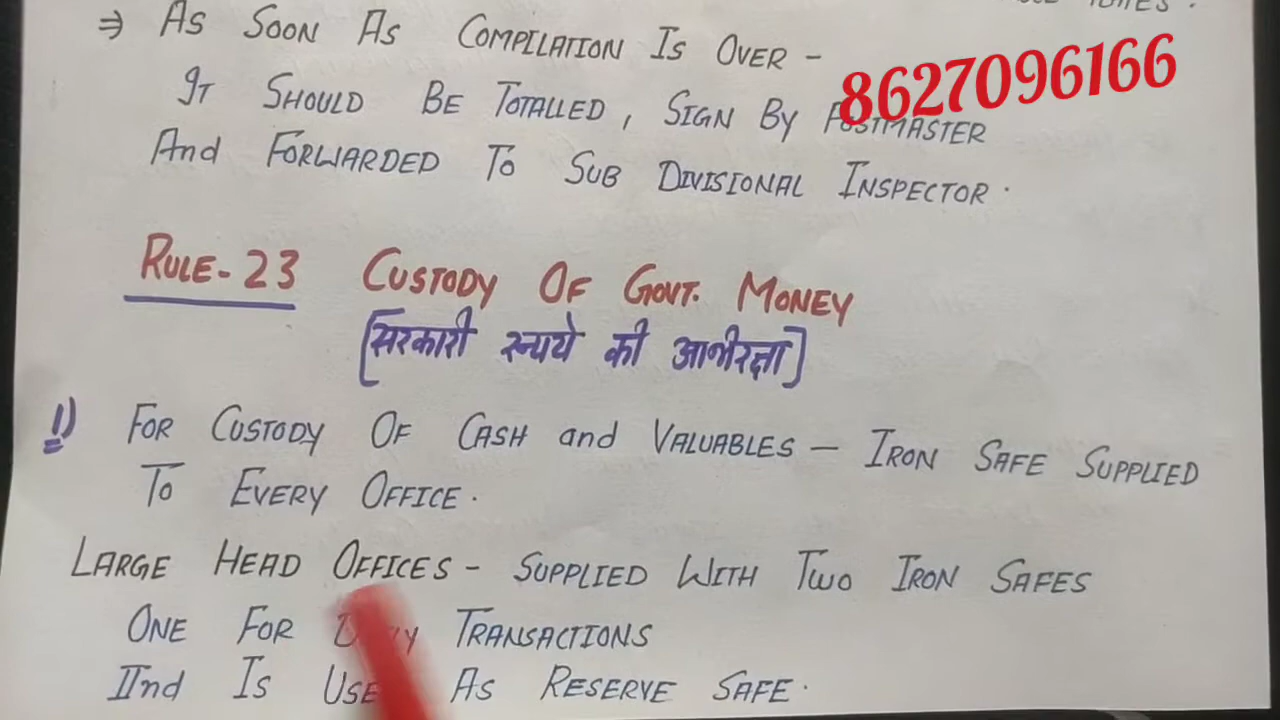 ⇒ AS SOON AS COMPILATION IS OVER –
8627096166
IT SHOULD BE TOTALLED, SIGN BY POSTMASTER
And FORWARDED TO SUB DIVISIONAL INSPECTOR.
RULE-23 CUSTODY OF GOVT. MONEY
[सरकारी रूपये की अभिरक्षा]
1) FOR CUSTODY OF CASH and VALUABLES – IRON SAFE SUPPLIED
TO EVERY OFFICE.
LARGE HEAD OFFICES – SUPPLIED WITH TWO IRON SAFES
ONE FOR DAILY TRANSACTIONS
IInd IS USED AS RESERVE SAFE.